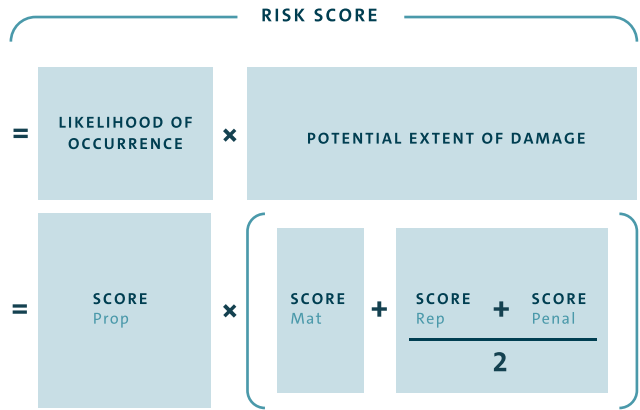 RISK SCORE
= LIKELIHOOD OF OCCURRENCE × POTENTIAL EXTENT OF DAMAGE
= SCORE Prop × ( SCORE Mat + SCORE Rep + SCORE Penal
2 )